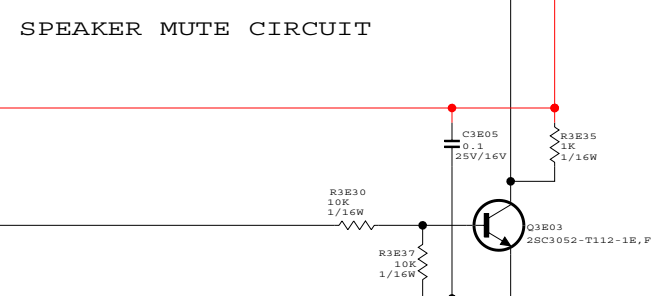 SPEAKER MUTE CIRCUIT
C3E05
0.1
25V/16V
R3E35
1K
1/16W
R3E30
10K
1/16W
Q3E03
2SC3052-T112-1E,F
R3E37
10K
1/16W